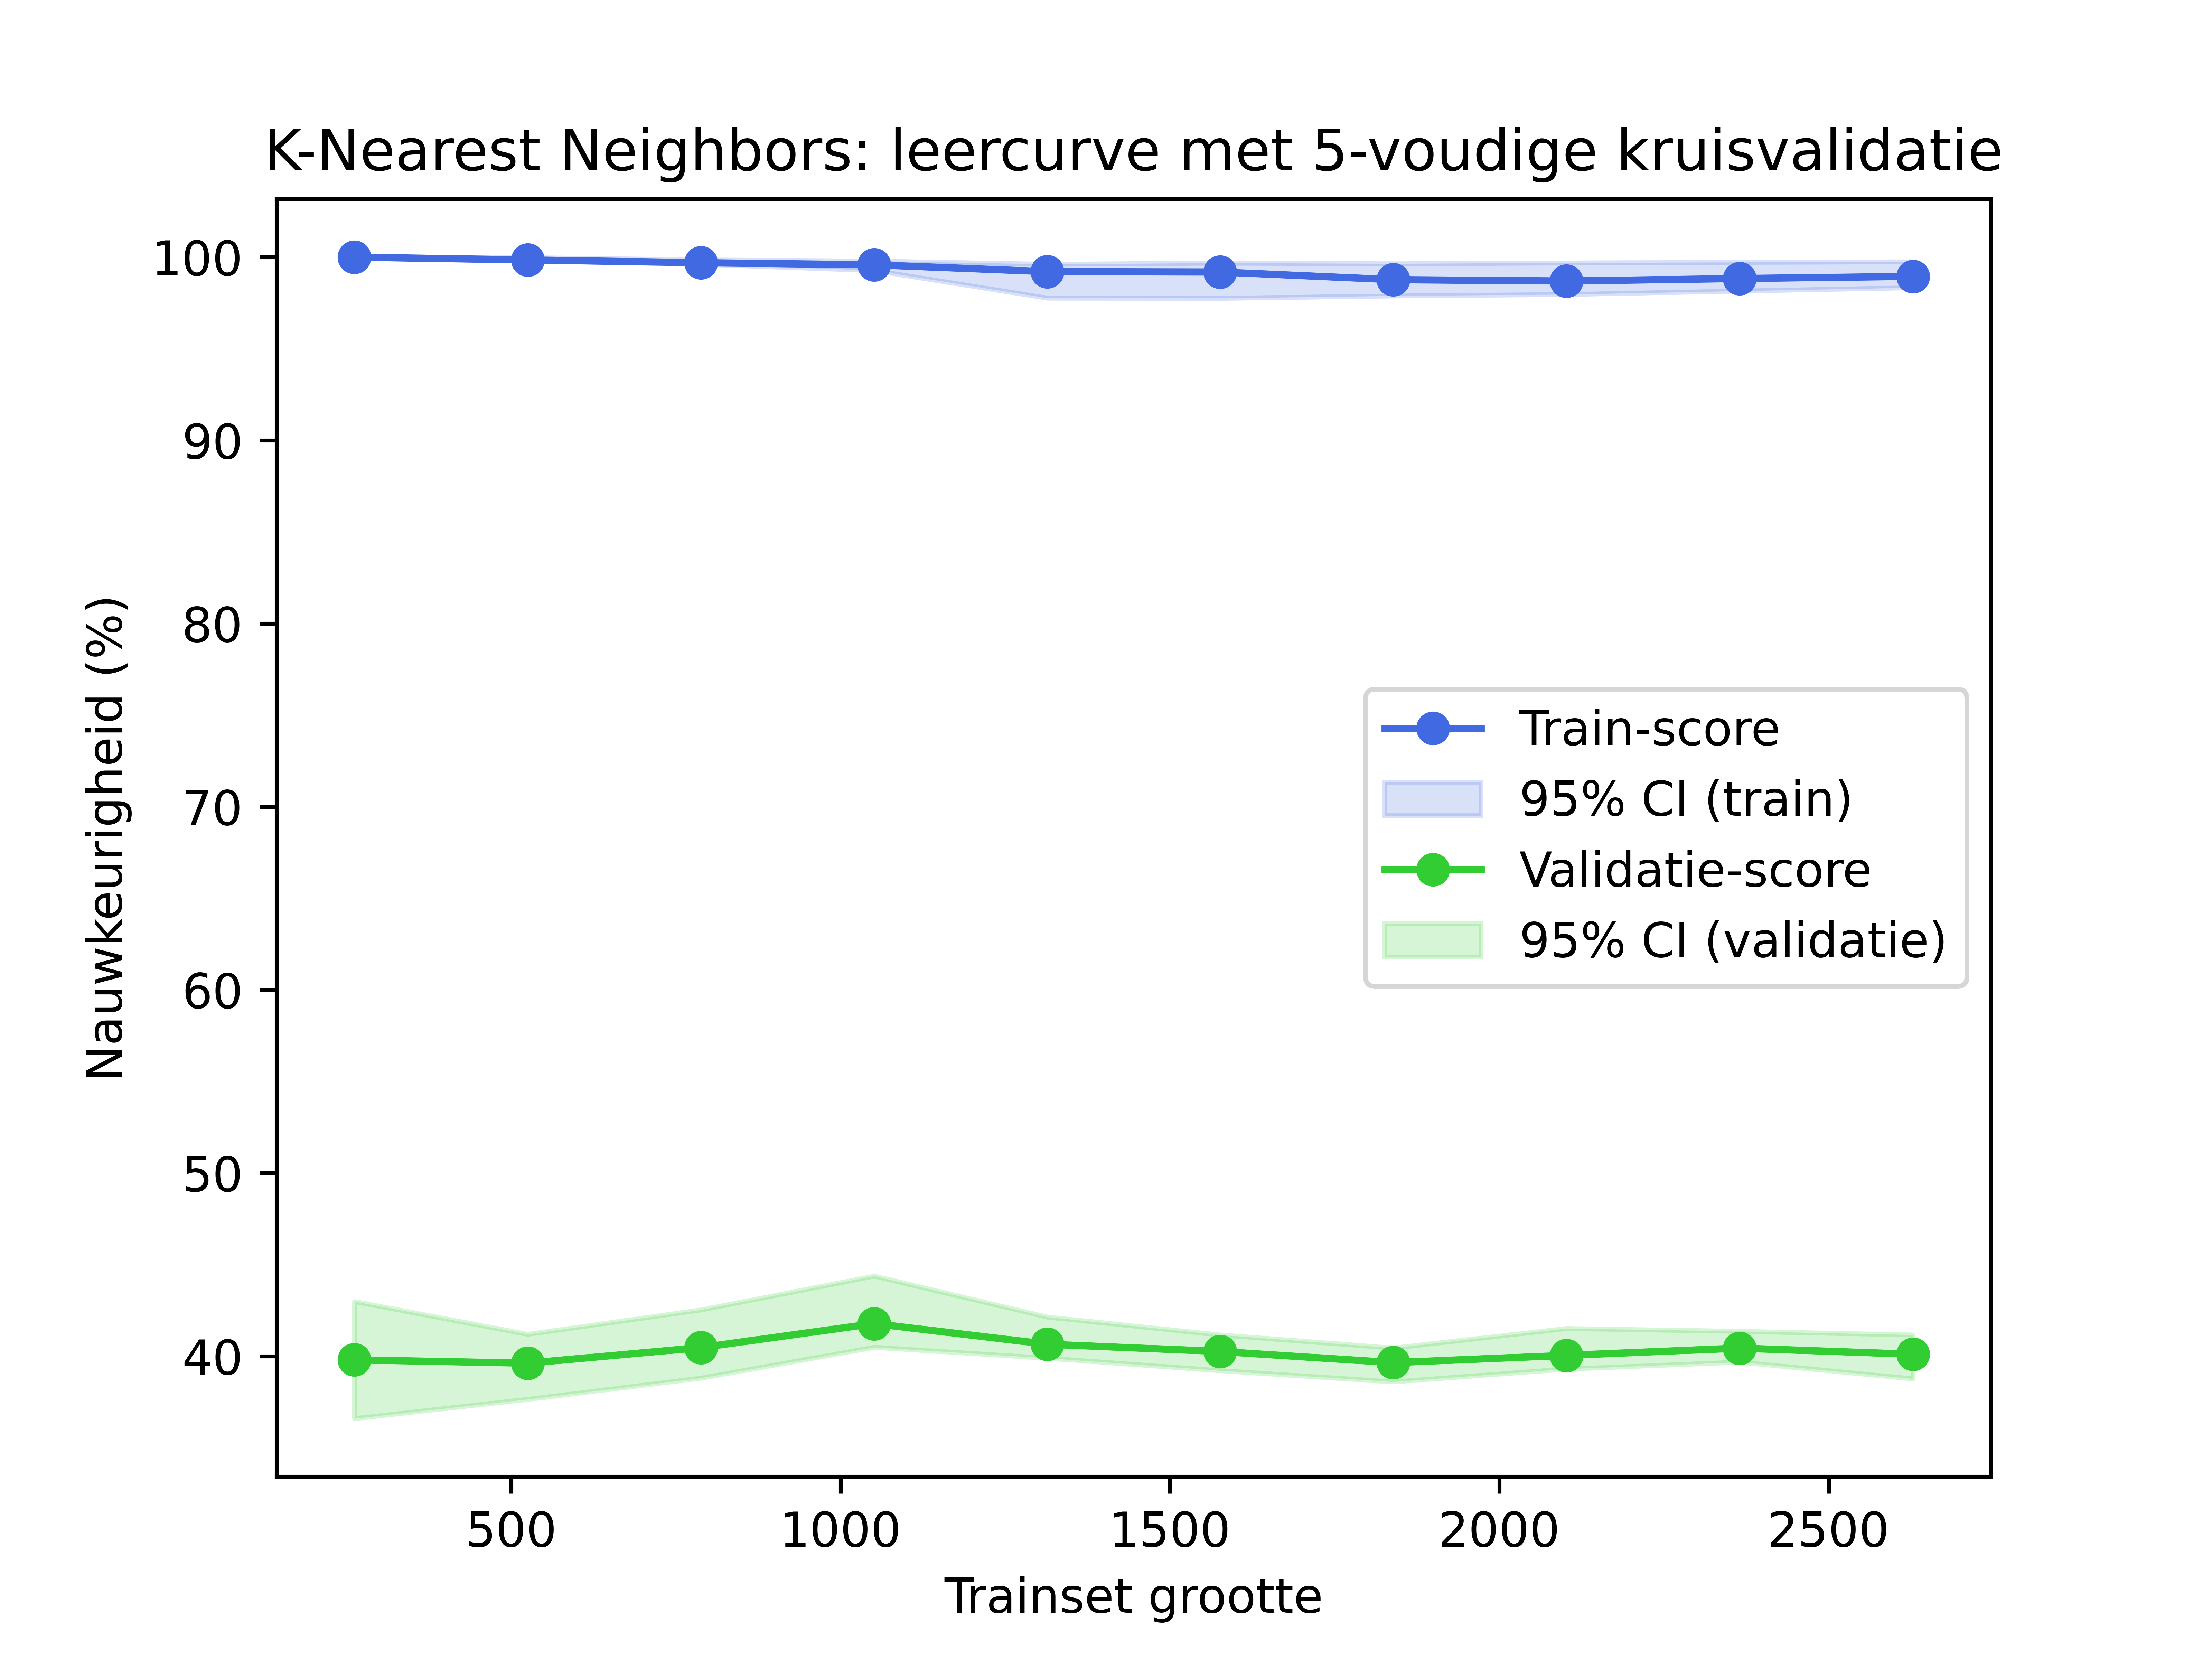 K-Nearest Neighbors: leercurve met 5-voudige kruisvalidatie
100
90
80
70
60
50
40
Nauwkeurigheid (%)
Train-score
95% CI (train)
Validatie-score
95% CI (validatie)
500 1000 1500 2000 2500
Trainset grootte